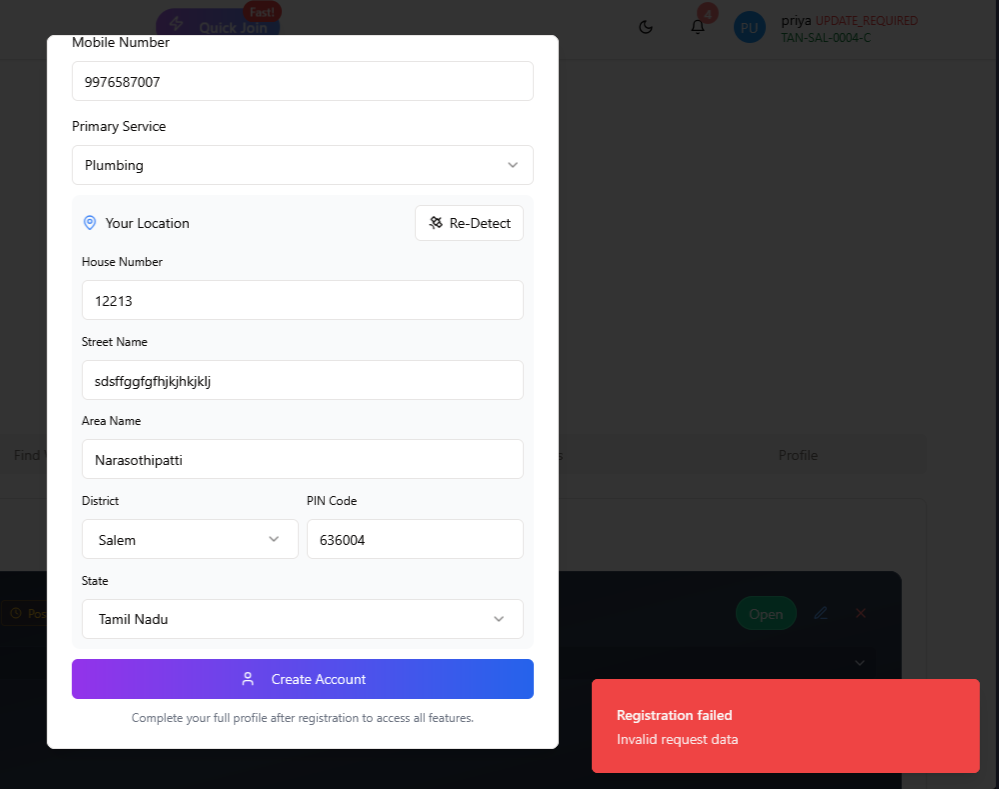 Fast!
Quick Join
4
PU
priya UPDATE_REQUIRED
TAN-SAL-0004-C
Mobile Number
9976587007
Primary Service
Plumbing
Your Location
Re-Detect
House Number
12213
Street Name
sdsffggfgfhjkjhkjklj
Area Name
Narasothipatti
Find
Profile
District
PIN Code
Salem
636004
State
Tamil Nadu
Open
Create Account
Complete your full profile after registration to access all features.
Registration failed
Invalid request data